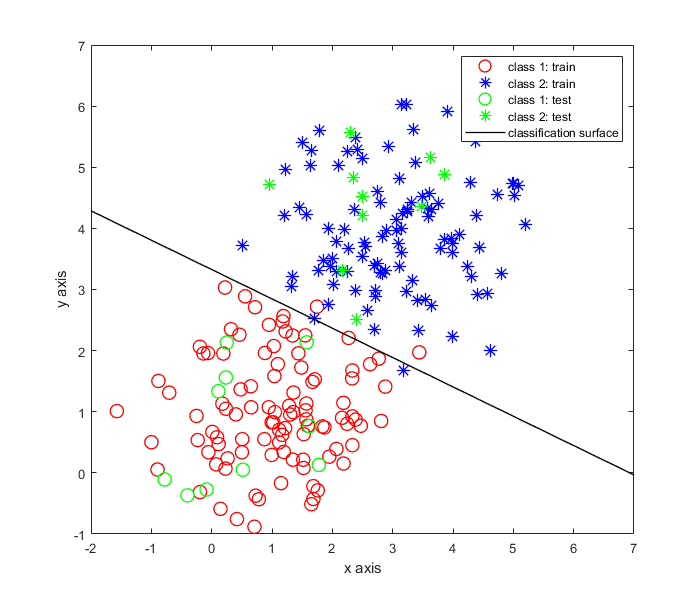 7
6
5
4
3
2
1
0
-1
-2 -1 0 1 2 3 4 5 6 7
x axis
y axis
class 1: train
class 2: train
class 1: test
class 2: test
classification surface